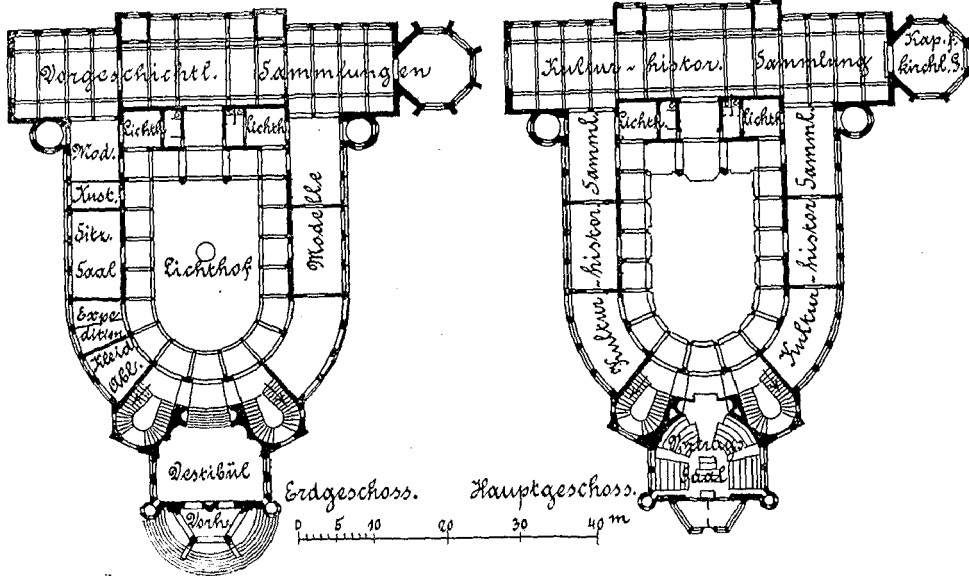 Vorgeschichtl. Sammlungen
Lichth. Lichth.
Mod.
Kust.
Sitz.
Saal
Expe
dition
Kleid.
Abl.
Lichthof
Modelle
Vestibül
Vorh.
Erdgeschoss.
Kultur-histor. Sammlung
Kap. f.
kirchl. G.
Lichth. Lichth.
Kultur-histor. Samml.
Kultur-histor. Samml.
Vortrags
Saal
Hauptgeschoss.
0 5 10 20 30 40 m